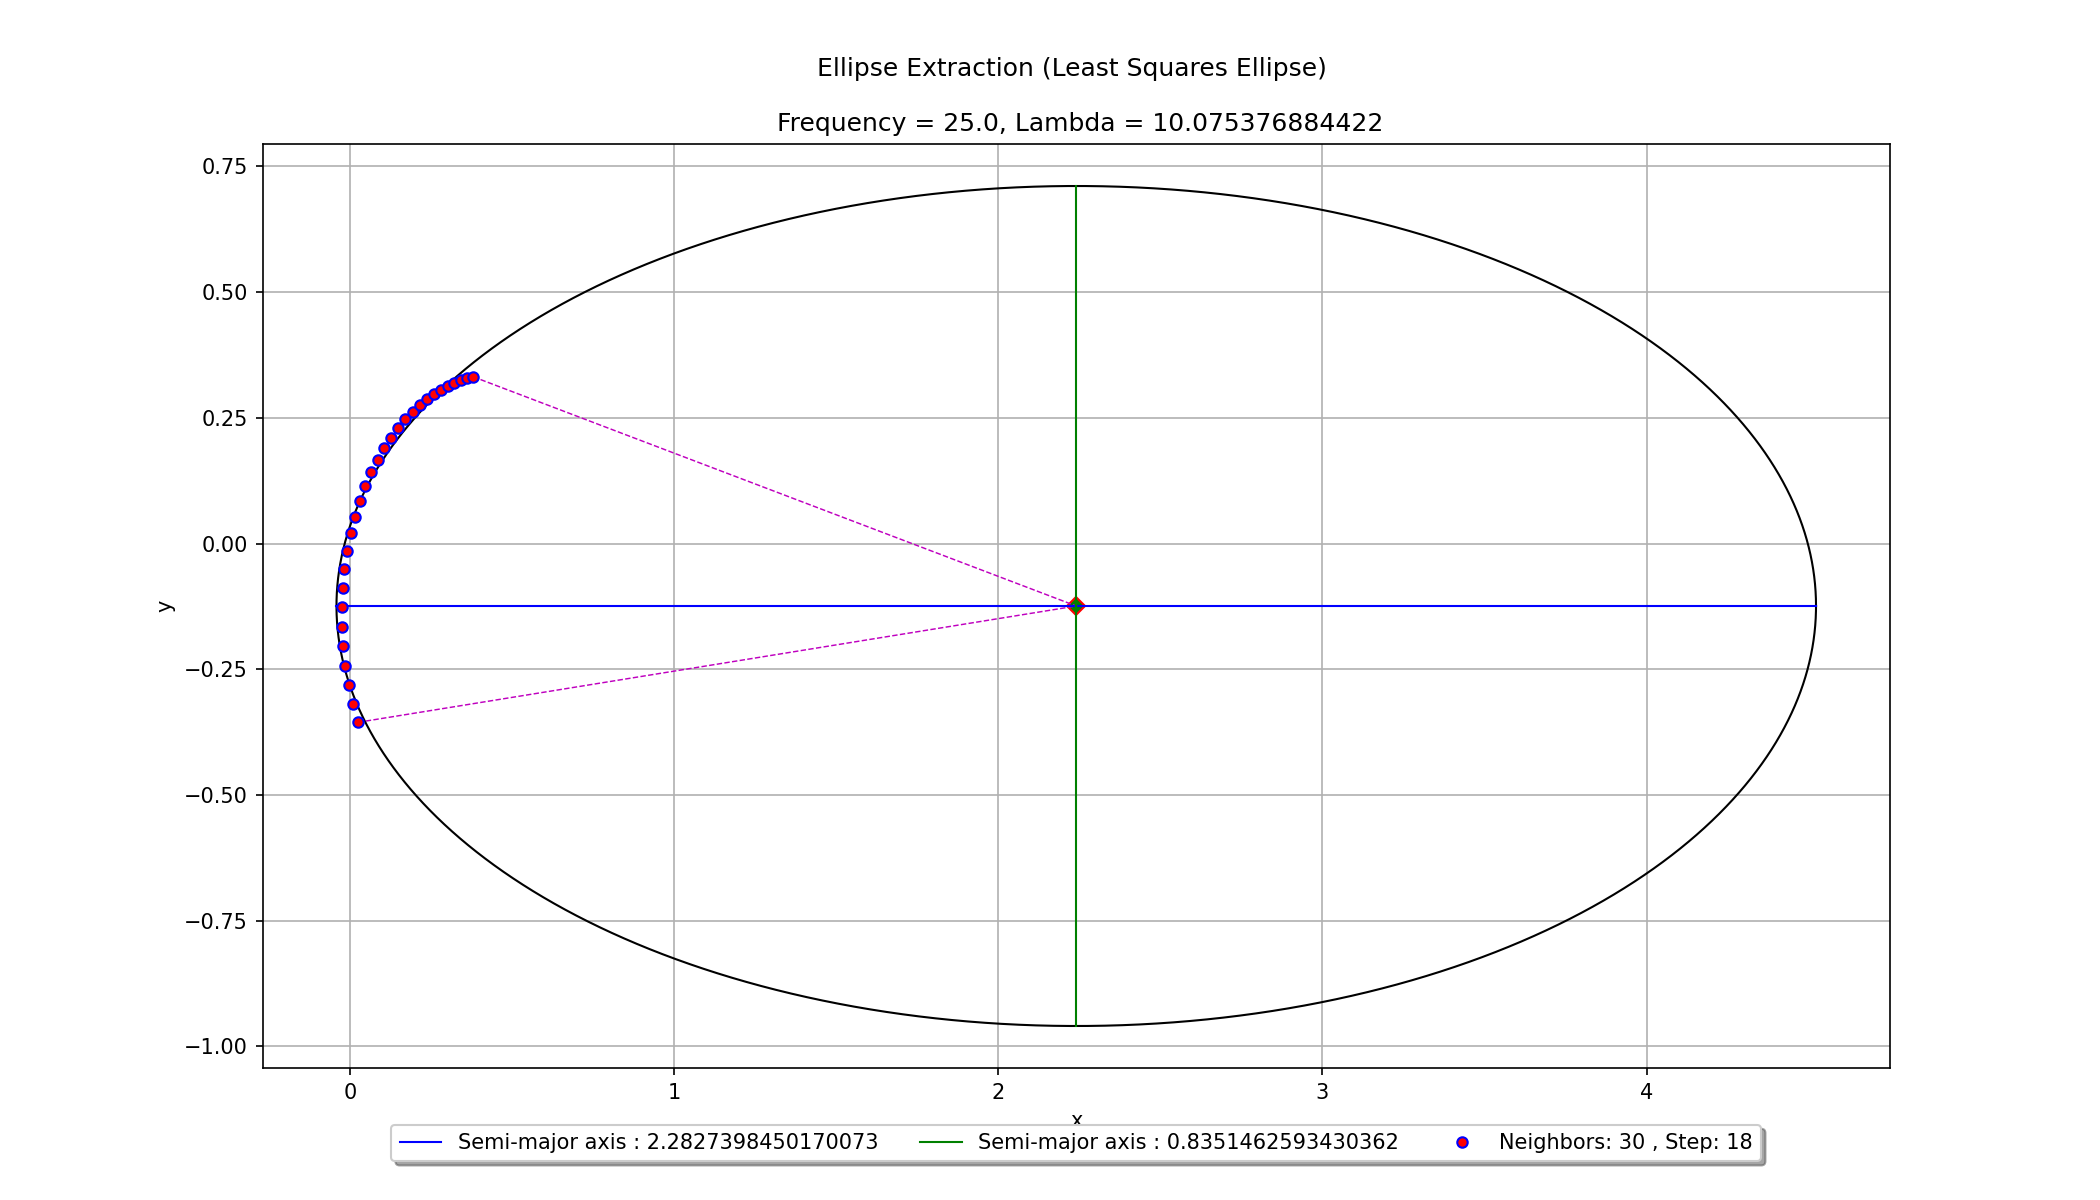 Ellipse Extraction (Least Squares Ellipse)
Frequency = 25.0, Lambda = 10.075376884422
0.75
0.50
0.25
0.00
−0.25
−0.50
−0.75
−1.00
y
0 1 2 3 4
x
Semi-major axis : 2.2827398450170073 Semi-major axis : 0.8351462593430362 Neighbors: 30 , Step: 18